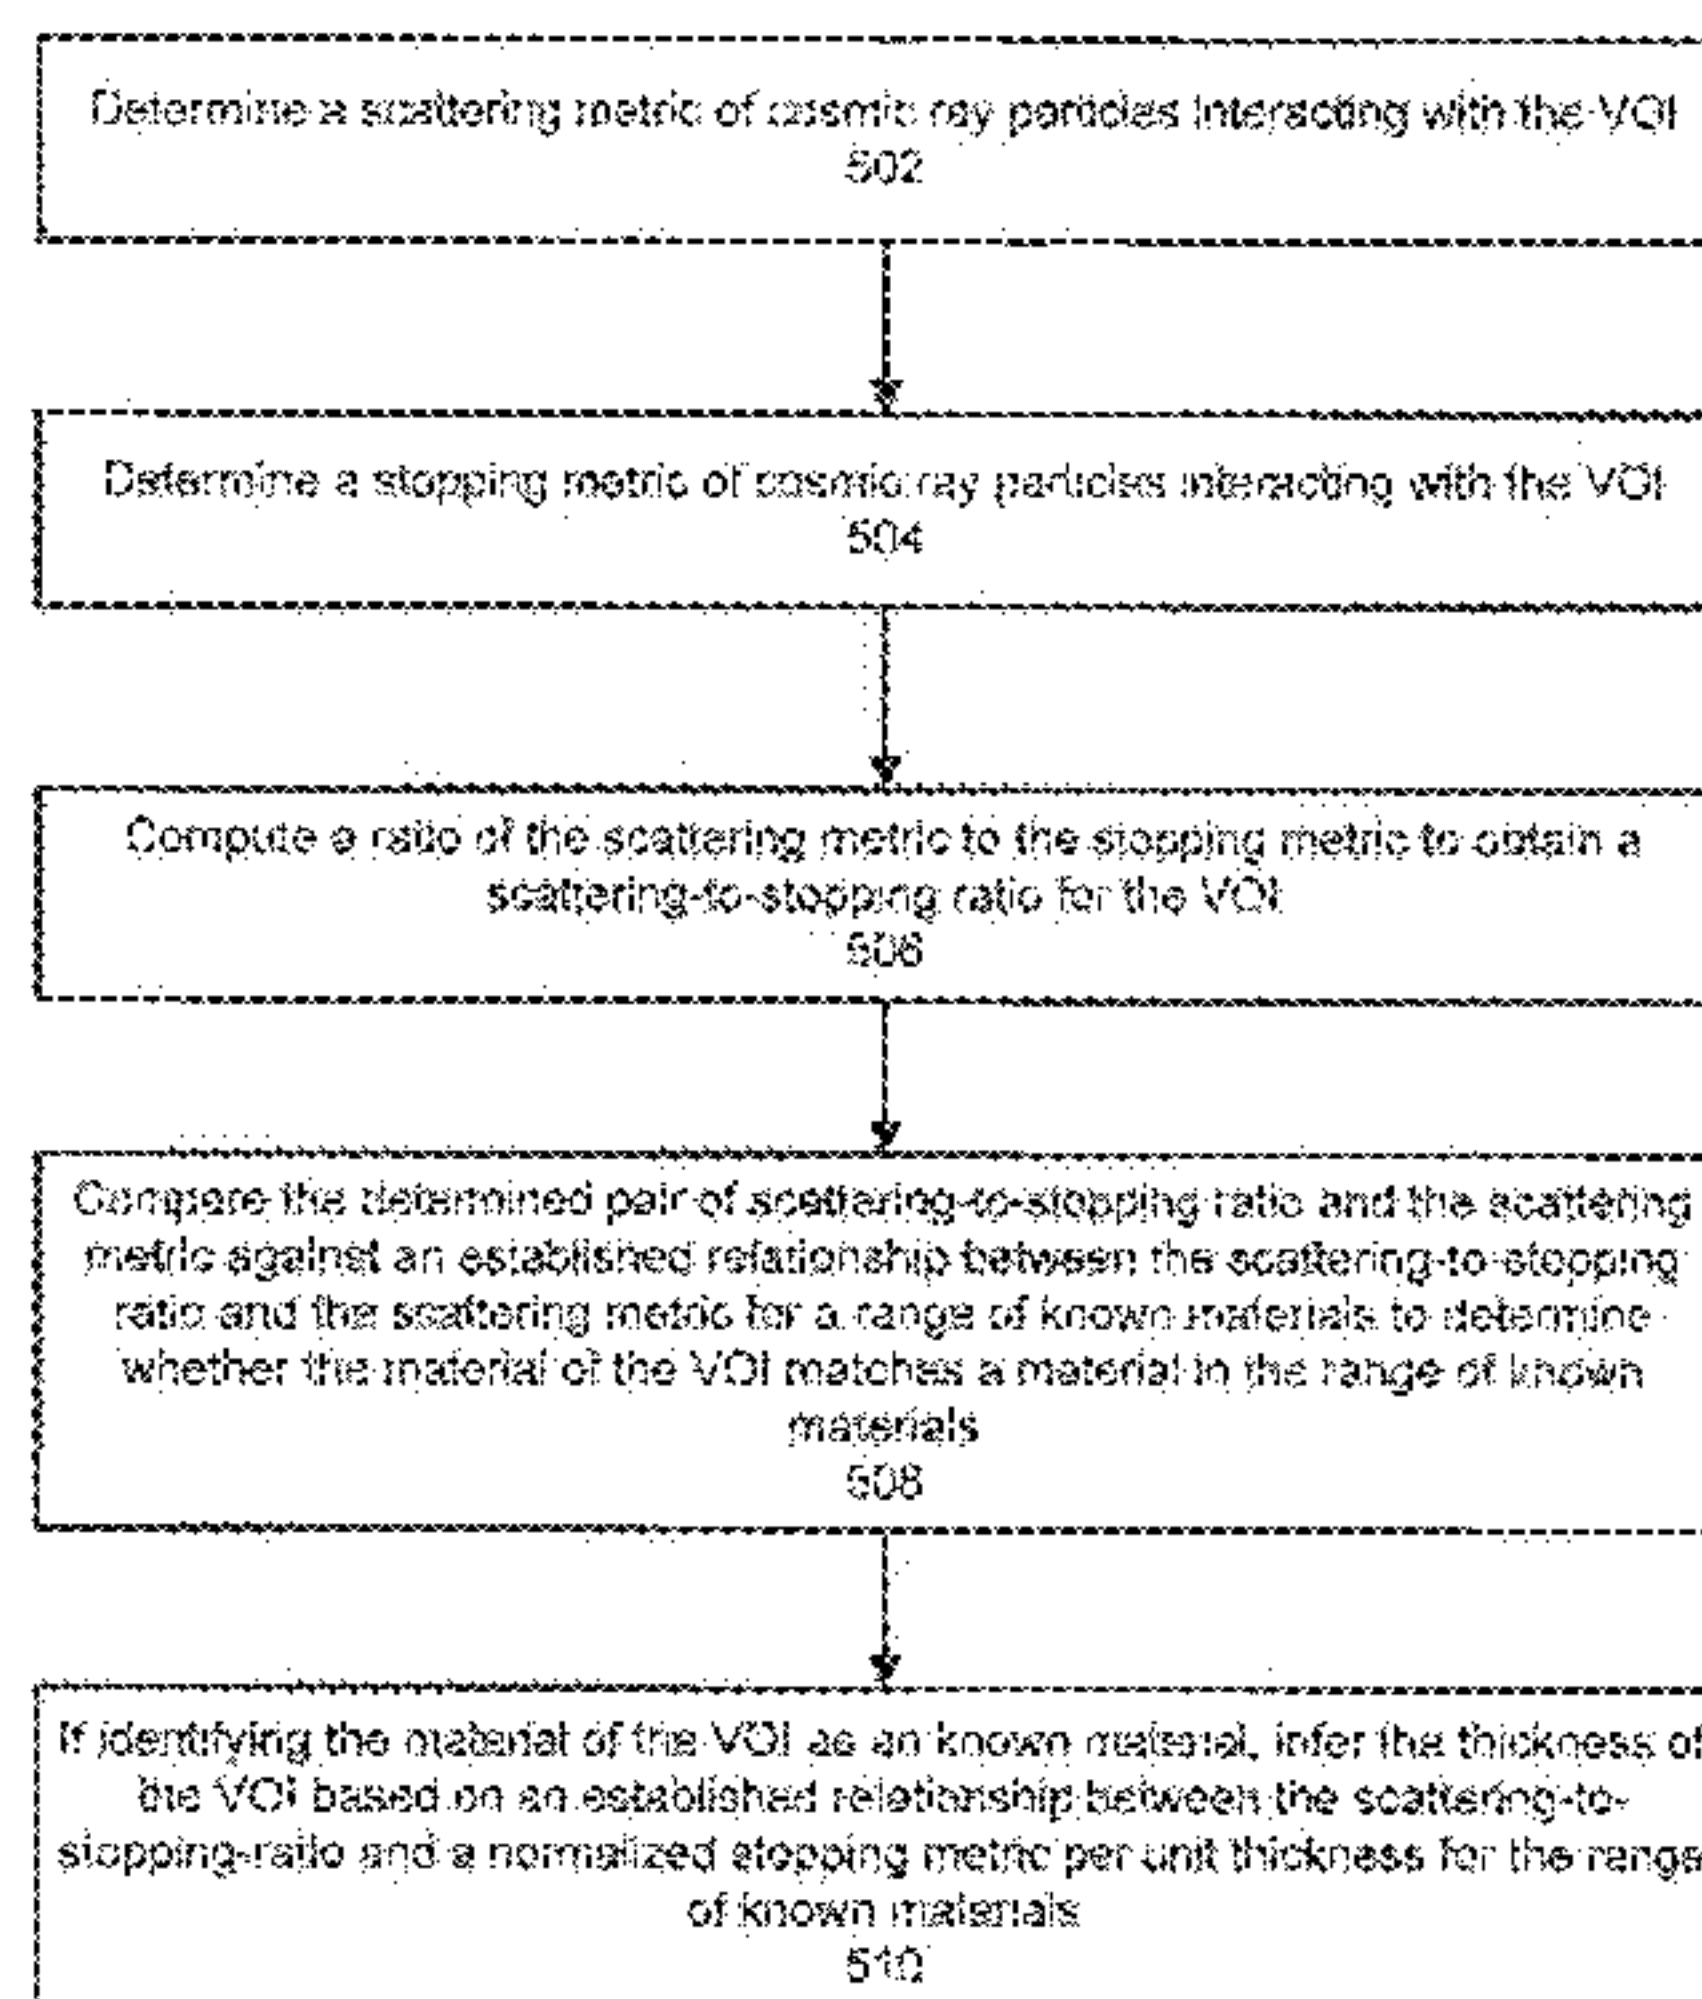 Determine a scattering metric of cosmic ray particles interacting with the VOI
502
Determine a stopping metric of cosmic ray particles interacting with the VOI
504
Compute a ratio of the scattering metric to the stopping metric to obtain a
scattering-to-stopping ratio for the VOI
506
Compare the determined pair of scattering-to-stopping ratio and the scattering
metric against an established relationship between the scattering-to-stopping
ratio and the scattering metric for a range of known materials to determine
whether the material of the VOI matches a material in the range of known
materials
508
If identifying the material of the VOI as an known material, infer the thickness of
the VOI based on an established relationship between the scattering-to-
stopping-ratio and a normalized stopping metric per unit thickness for the range
of known materials
510